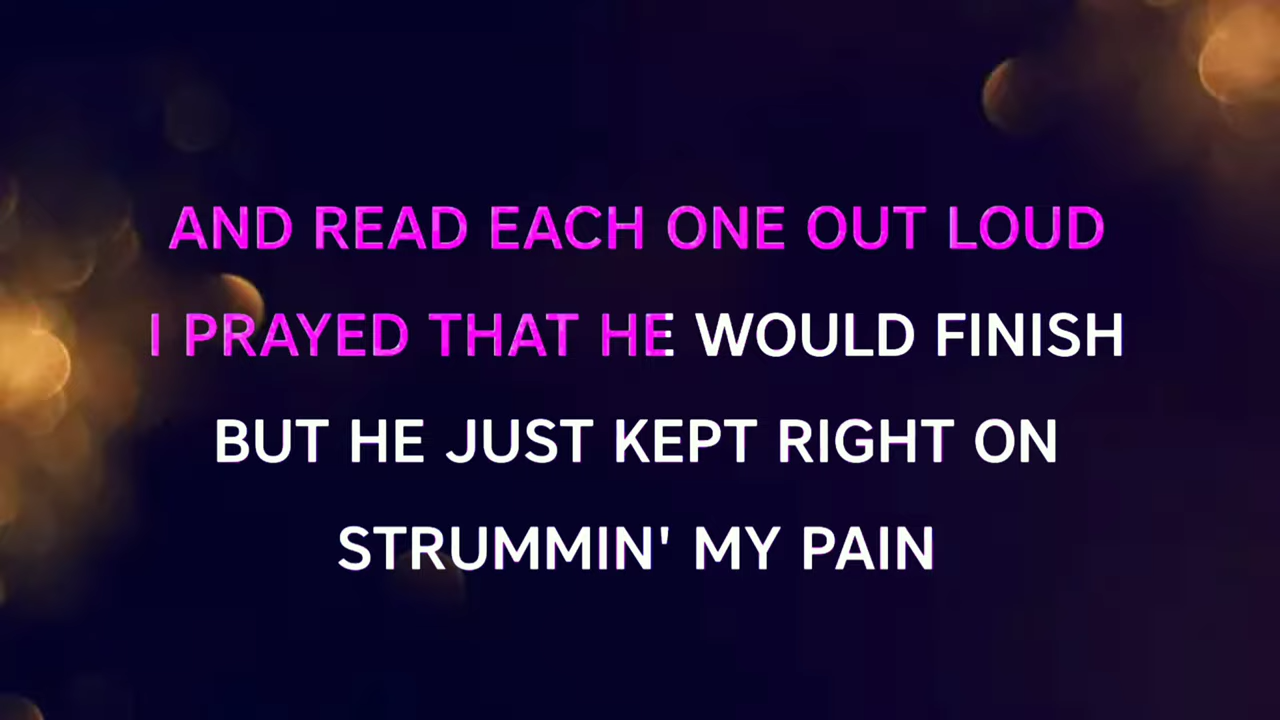 AND READ EACH ONE OUT LOUD
I PRAYED THAT HE WOULD FINISH
BUT HE JUST KEPT RIGHT ON
STRUMMIN' MY PAIN